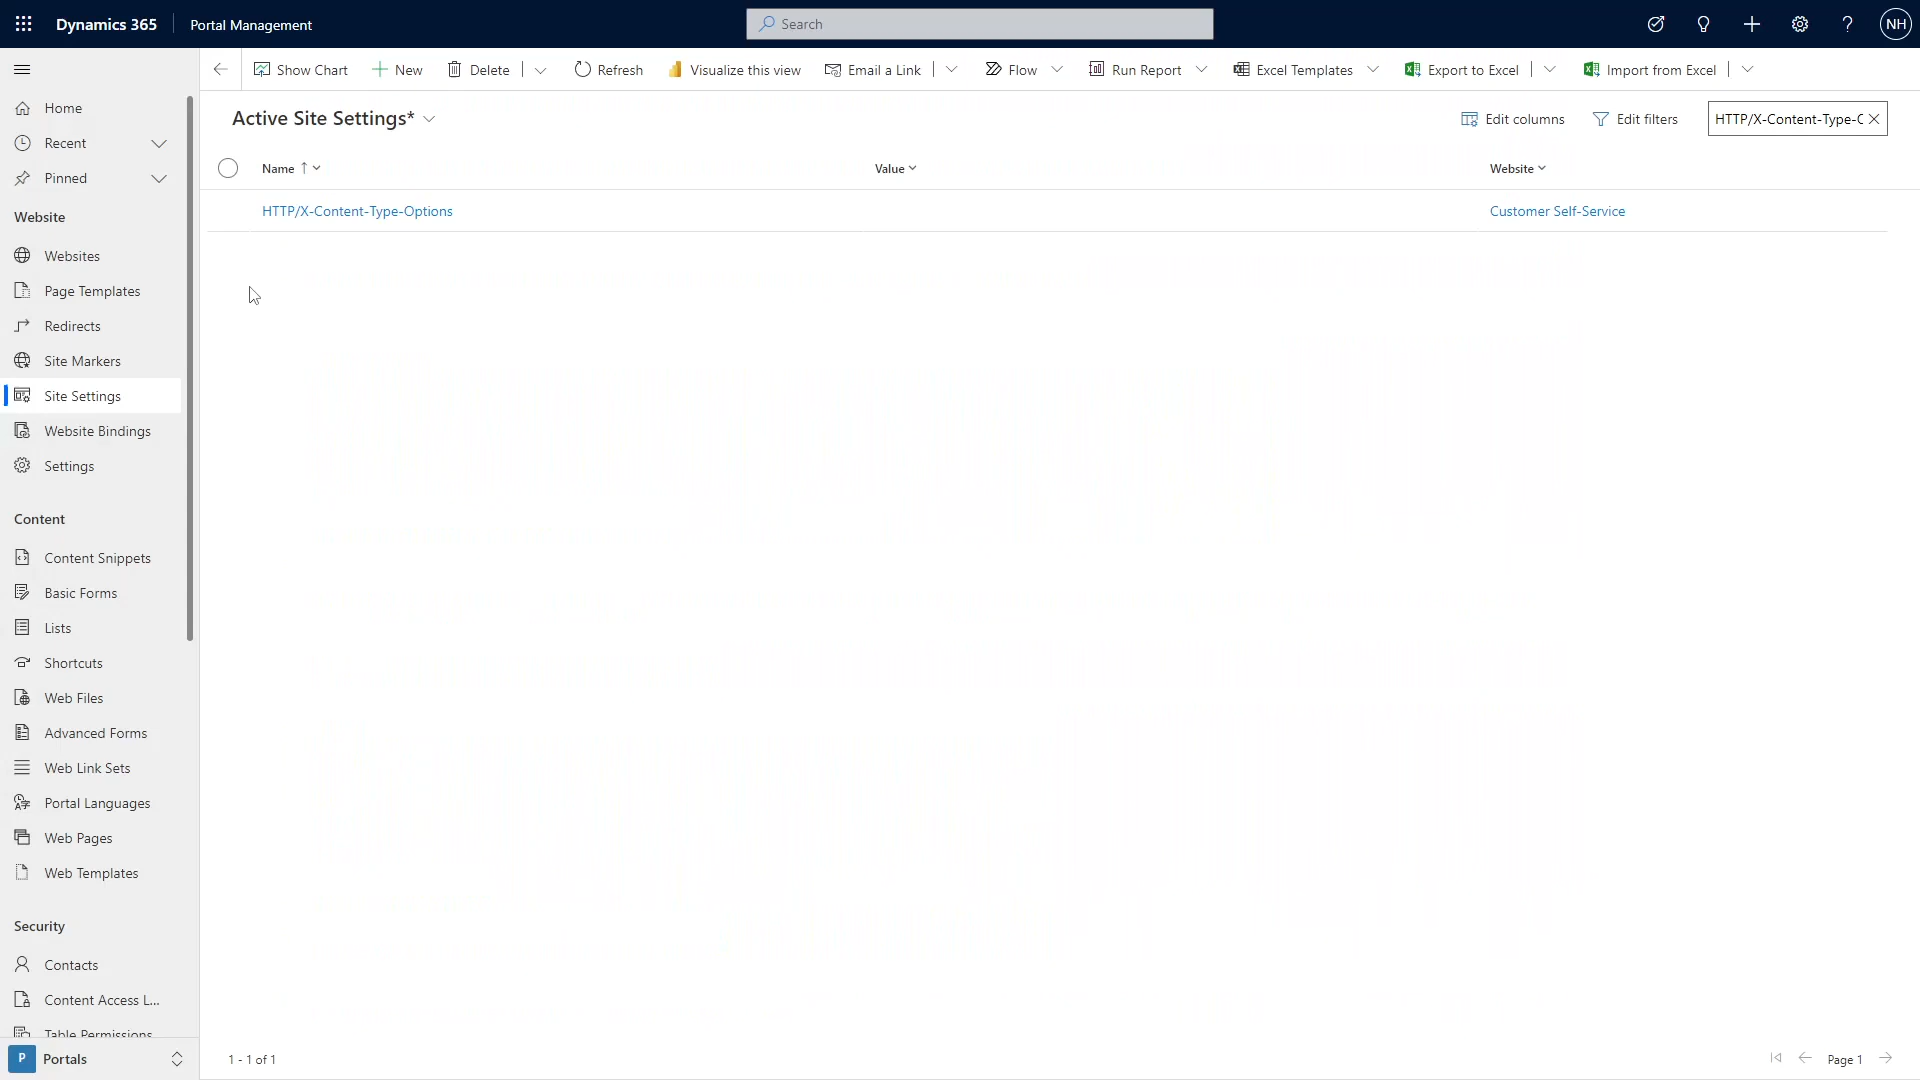 Dynamics 365
Portal Management
Search
NH
Show Chart
New
Delete
Refresh
Visualize this view
Email a Link
Flow
Run Report
Excel Templates
Export to Excel
Import from Excel
Home
Recent
Pinned
Website
Websites
Page Templates
Redirects
Site Markers
Site Settings
Website Bindings
Settings
Content
Content Snippets
Basic Forms
Lists
Shortcuts
Web Files
Advanced Forms
Web Link Sets
Portal Languages
Web Pages
Web Templates
Security
Contacts
Content Access L...
Table Permissions
P
Portals
Active Site Settings*
Edit columns
Edit filters
HTTP/X-Content-Type-C
Name
Value
Website
HTTP/X-Content-Type-Options
Customer Self-Service
1 - 1 of 1
Page 1